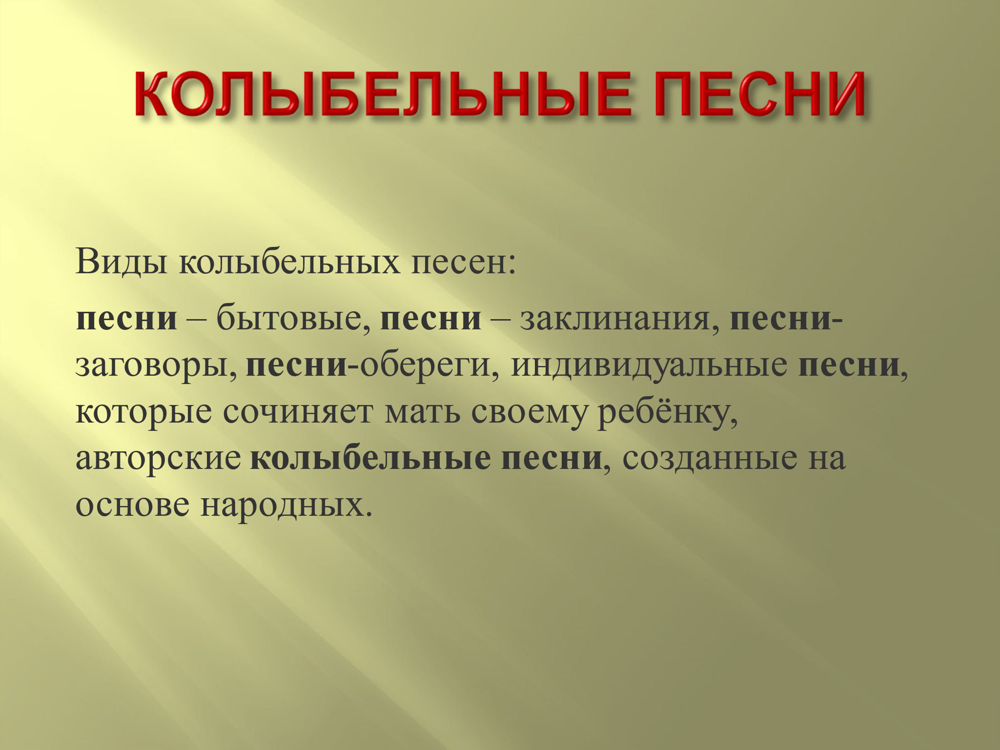 КОЛЫБЕЛЬНЫЕ ПЕСНИ
Виды колыбельных песен:
песни – бытовые, песни – заклинания, песни-
заговоры, песни-обереги, индивидуальные песни,
которые сочиняет мать своему ребёнку,
авторские колыбельные песни, созданные на
основе народных.